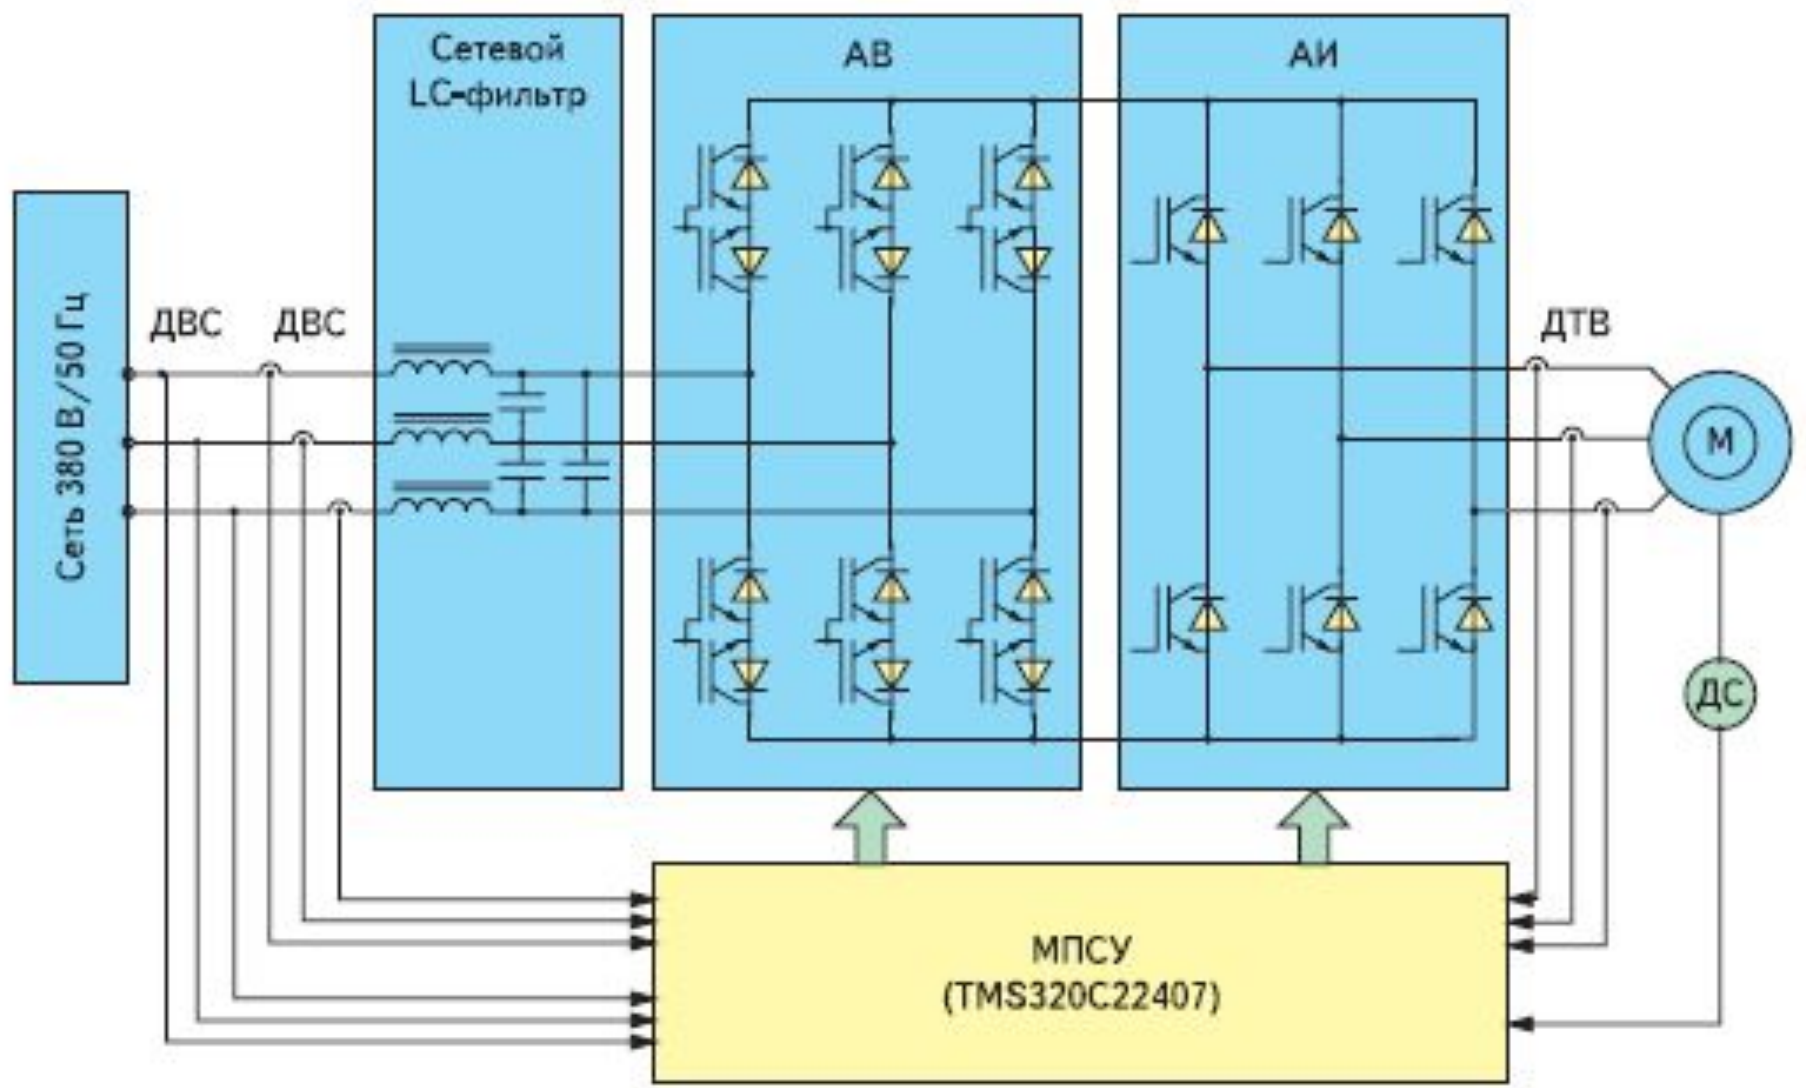 Сетевой
LC-фильтр
АВ
АИ
Сеть 380 В/50 Гц
ДВС
ДВС
ДТВ
М
ДС
МПСУ
(TMS320C22407)